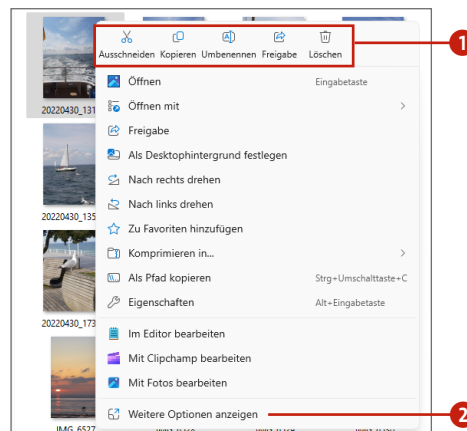 1
Ausschneiden Kopieren Umbenennen Freigabe Löschen
Öffnen Eingabetaste
20220430_131
Öffnen mit
Freigabe
Als Desktophintergrund festlegen
Nach rechts drehen
Nach links drehen
20220430_135
Zu Favoriten hinzufügen
Komprimieren in...
Als Pfad kopieren Strg+Umschalttaste+C
Eigenschaften Alt+Eingabetaste
20220430_173
Im Editor bearbeiten
Mit Clipchamp bearbeiten
Mit Fotos bearbeiten
Weitere Optionen anzeigen 2
IMG_6527